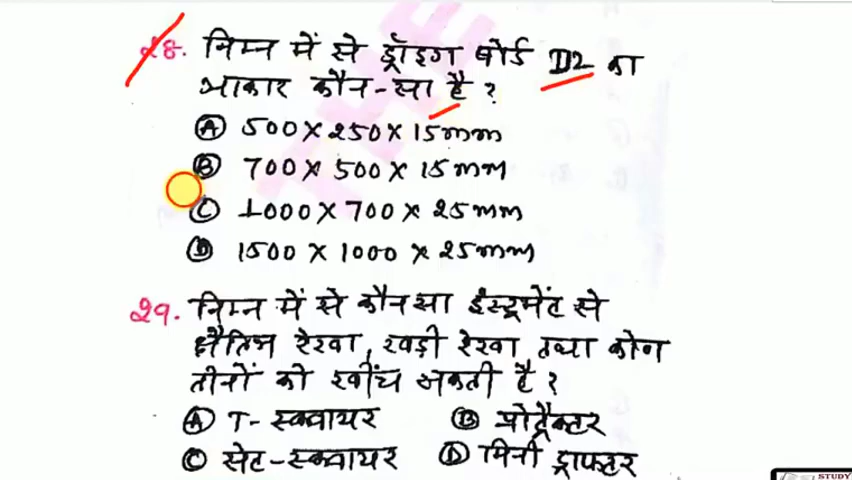 28. निम्न में से ड्रॉइंग बोर्ड D2 का
आकार कौन-सा है ?
(A) 500 × 250 × 15mm
(B) 700 × 500 × 15mm
(C) 1000 × 700 × 25mm
(D) 1500 × 1000 × 25mm
29. निम्न में से कौन सा इंस्ट्रूमेंट से
क्षैतिज रेखा, खड़ी रेखा तथा कोण
तीनों को खींच सकती है ?
(A) T-स्क्वायर (B) प्रोट्रैक्टर
(C) सेट-स्क्वायर (D) मिनी ड्राफ्टर
STUDY